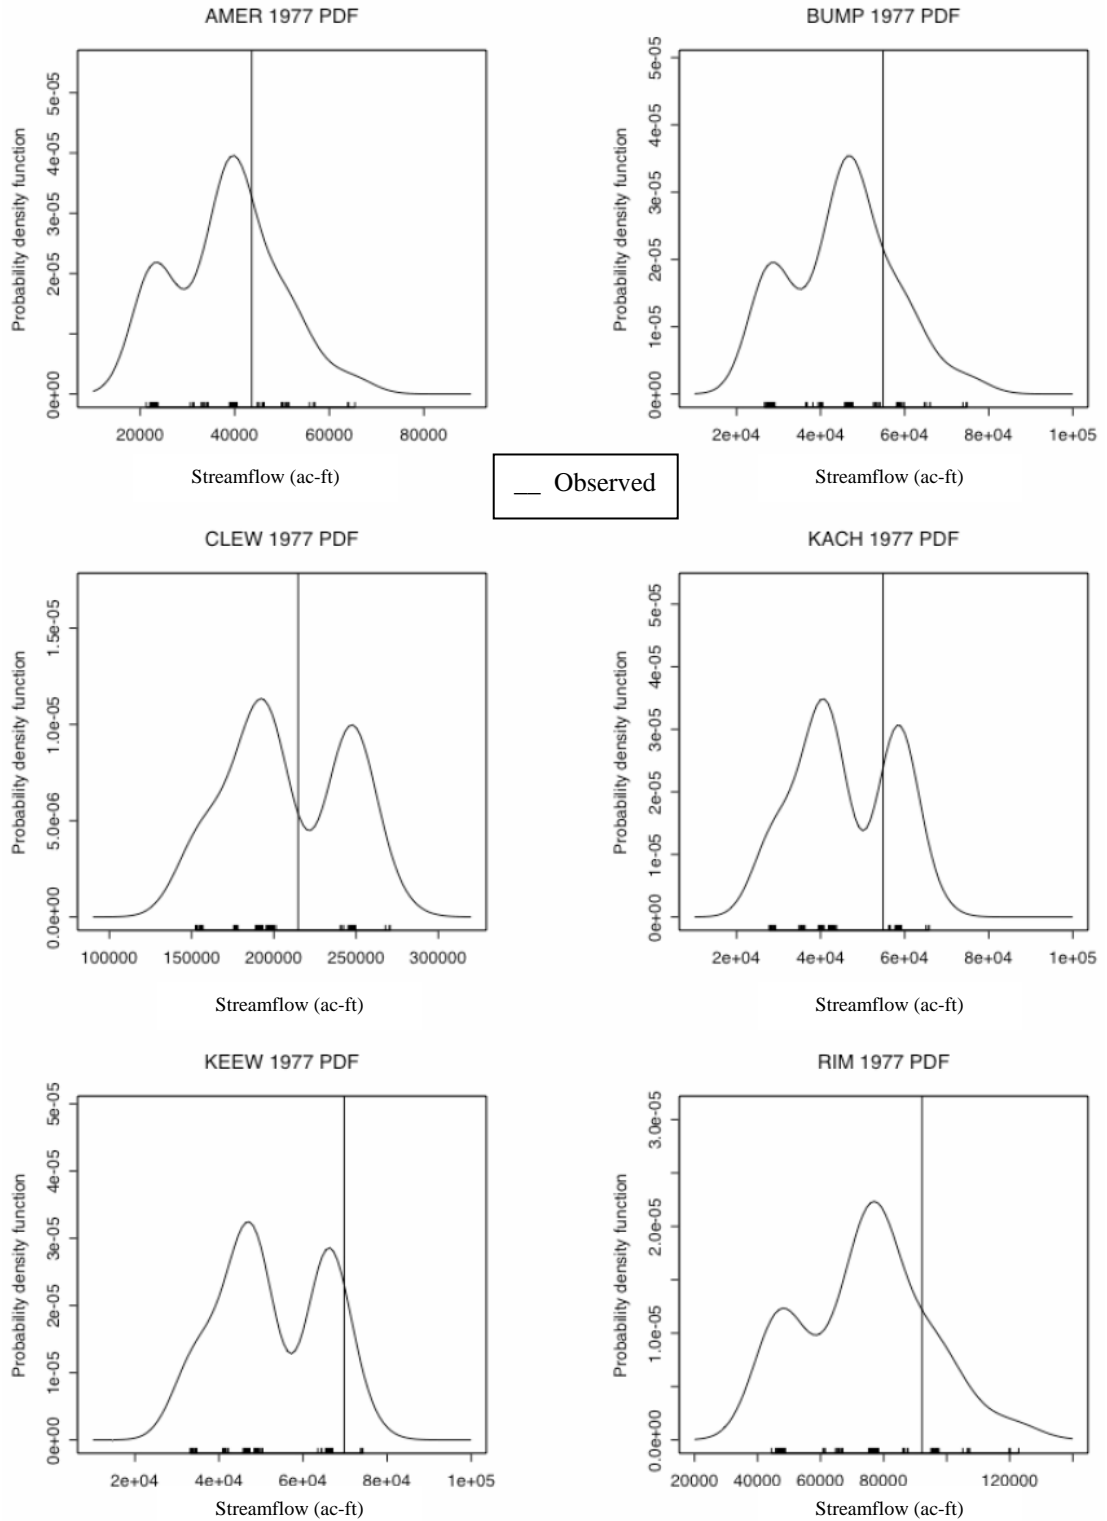 AMER 1977 PDF
Probability density function
0e+00
2e-05
3e-05
4e-05
5e-05
20000 40000 60000 80000
Streamflow (ac-ft)
BUMP 1977 PDF
Probability density function
0e+00
1e-05
2e-05
3e-05
4e-05
5e-05
2e+04 4e+04 6e+04 8e+04 1e+05
Streamflow (ac-ft)
__ Observed
CLEW 1977 PDF
Probability density function
0.0e+00
5.0e-06
1.0e-05
1.5e-05
100000 150000 200000 250000 300000
Streamflow (ac-ft)
KACH 1977 PDF
Probability density function
0e+00
1e-05
2e-05
3e-05
4e-05
5e-05
2e+04 4e+04 6e+04 8e+04 1e+05
Streamflow (ac-ft)
KEEW 1977 PDF
Probability density function
0e+00
1e-05
2e-05
3e-05
4e-05
5e-05
2e+04 4e+04 6e+04 8e+04 1e+05
Streamflow (ac-ft)
RIM 1977 PDF
Probability density function
0.0e+00
1.0e-05
2.0e-05
3.0e-05
20000 40000 60000 80000 120000
Streamflow (ac-ft)